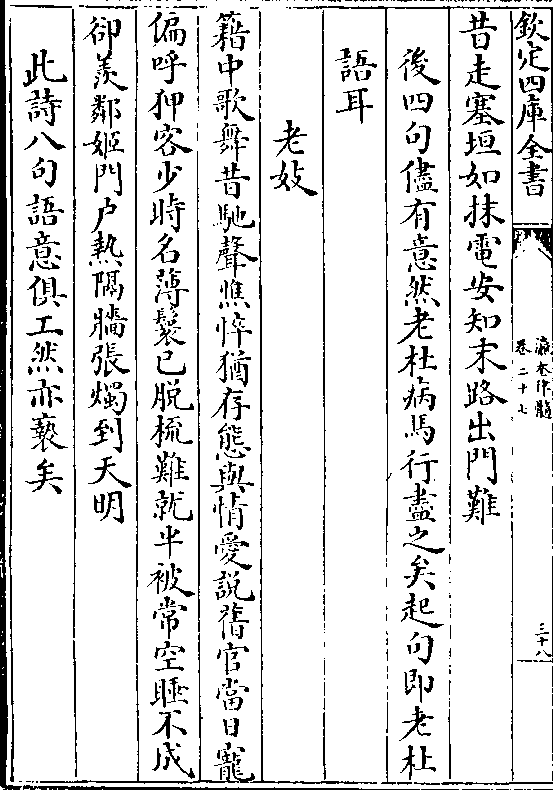 欽定四庫全書
瀛奎律髓
卷二十七
三十八
昔走塞垣如抹電安知末路出門難
後四句儘有意然老杜病馬行盡之矣起句即老杜
語耳
老妓
籍中歌舞昔馳聲憔悴猶存態與情愛説舊官當日寵
偏呼狎客少時名薄鬟已脫梳難就半被常空睡不成
卻羨鄰姬門户熱隔牆張燭到天明
此詩八句語意俱工然亦褻矣